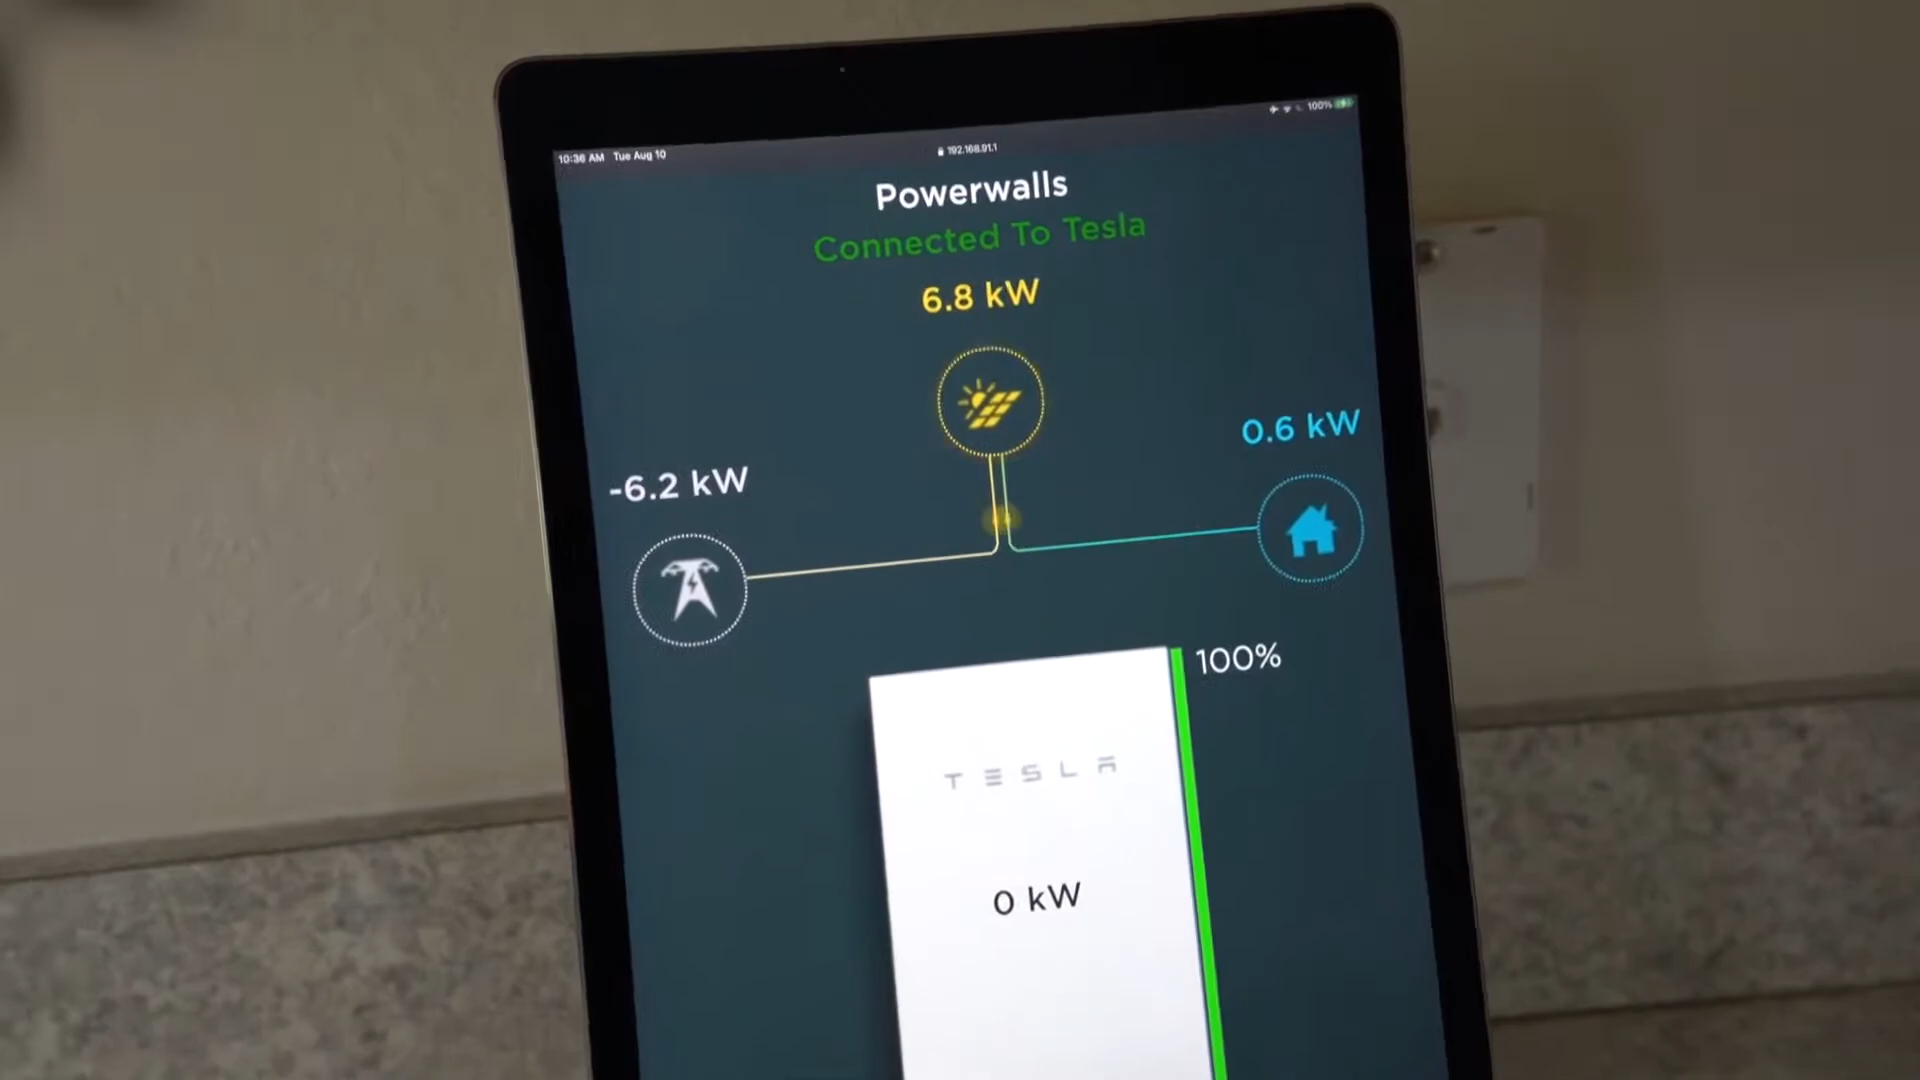 10:36 AM Tue Aug 10
192.168.91.1
100%
Powerwalls
Connected To Tesla
6.8 kW
0.6 kW
-6.2 kW
100%
TESLA
0 kW